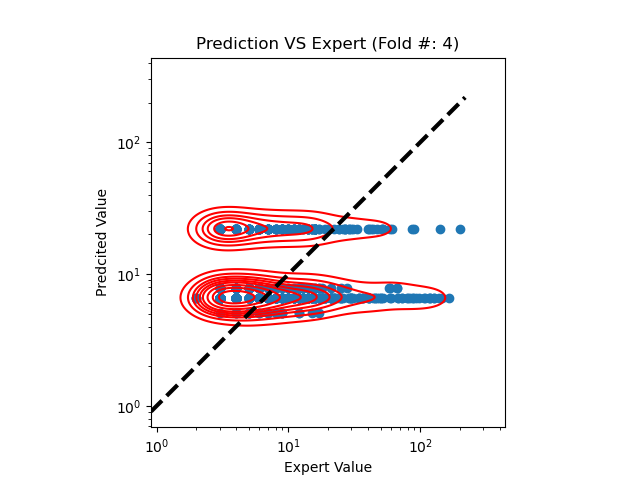 Prediction VS Expert (Fold #: 4)
Predcited Value
10²
10¹
10⁰
10⁰ 10¹ 10²
Expert Value